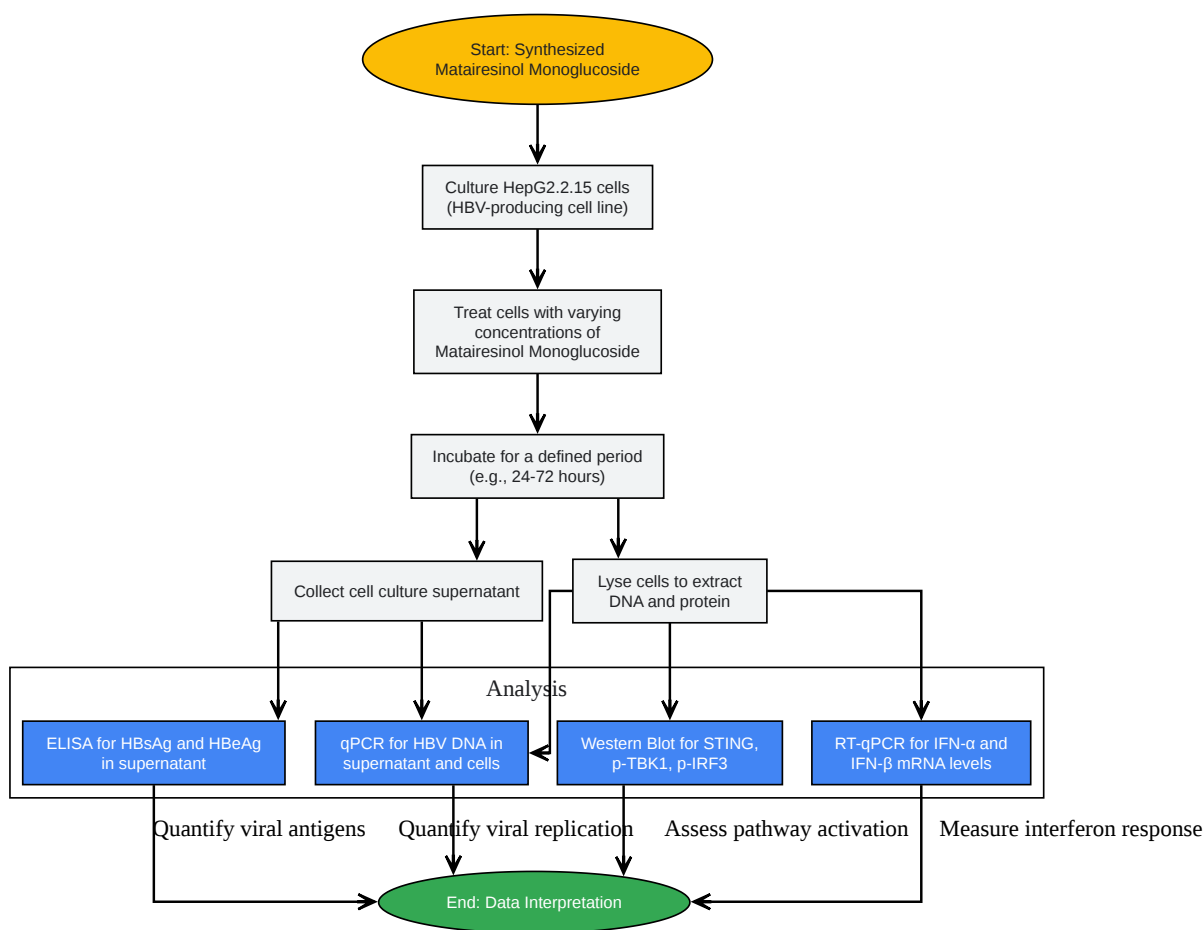 Start: Synthesized
Matairesinol Monoglucoside
Culture HepG2.2.15 cells
(HBV-producing cell line)
Treat cells with varying
concentrations of
Matairesinol Monoglucoside
Incubate for a defined period
(e.g., 24-72 hours)
Collect cell culture supernatant
Lyse cells to extract
DNA and protein
Analysis
ELISA for HBsAg and HBeAg
in supernatant
qPCR for HBV DNA in
supernatant and cells
Western Blot for STING,
p-TBK1, p-IRF3
RT-qPCR for IFN-α and
IFN-β mRNA levels
Quantify viral antigens
Quantify viral replication
Assess pathway activation
Measure interferon response
End: Data Interpretation